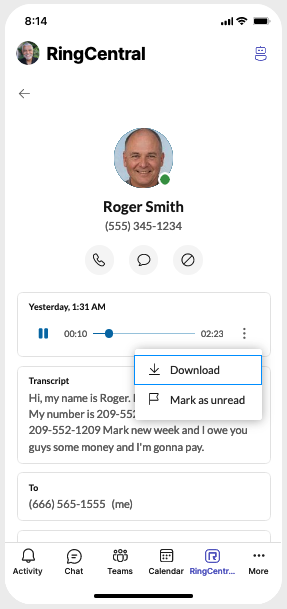 8:14
RingCentral
Roger Smith
(555) 345-1234
Yesterday, 1:31 AM
00:10
02:23
Download
Mark as unread
Transcript
Hi, my name is Roger.
My number is 209-552
209-552-1209 Mark new week and I owe you
guys some money and I'm gonna pay.
To
(666) 565-1555 (me)
Activity
Chat
Teams
Calendar
RingCentr...
More